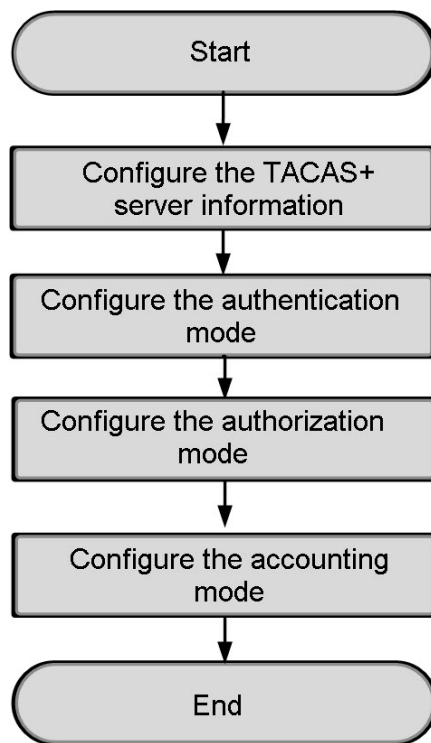 Start
Configure the TACAS+
server information
Configure the authentication
mode
Configure the authorization
mode
Configure the accounting
mode
End